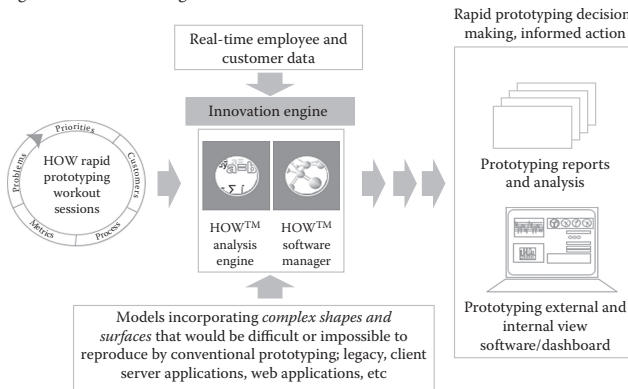 Rapid prototyping decision
making, informed action
Real-time employee and
customer data
Innovation engine
Priorities
Customers
Process
Metrics
Problems
HOW rapid
prototyping
workout
sessions
a=b
HOW™
analysis
engine
HOW™
software
manager
Prototyping reports
and analysis
Prototyping external and
internal view
software/dashboard
Models incorporating complex shapes and
surfaces that would be difficult or impossible to
reproduce by conventional prototyping; legacy, client
server applications, web applications, etc